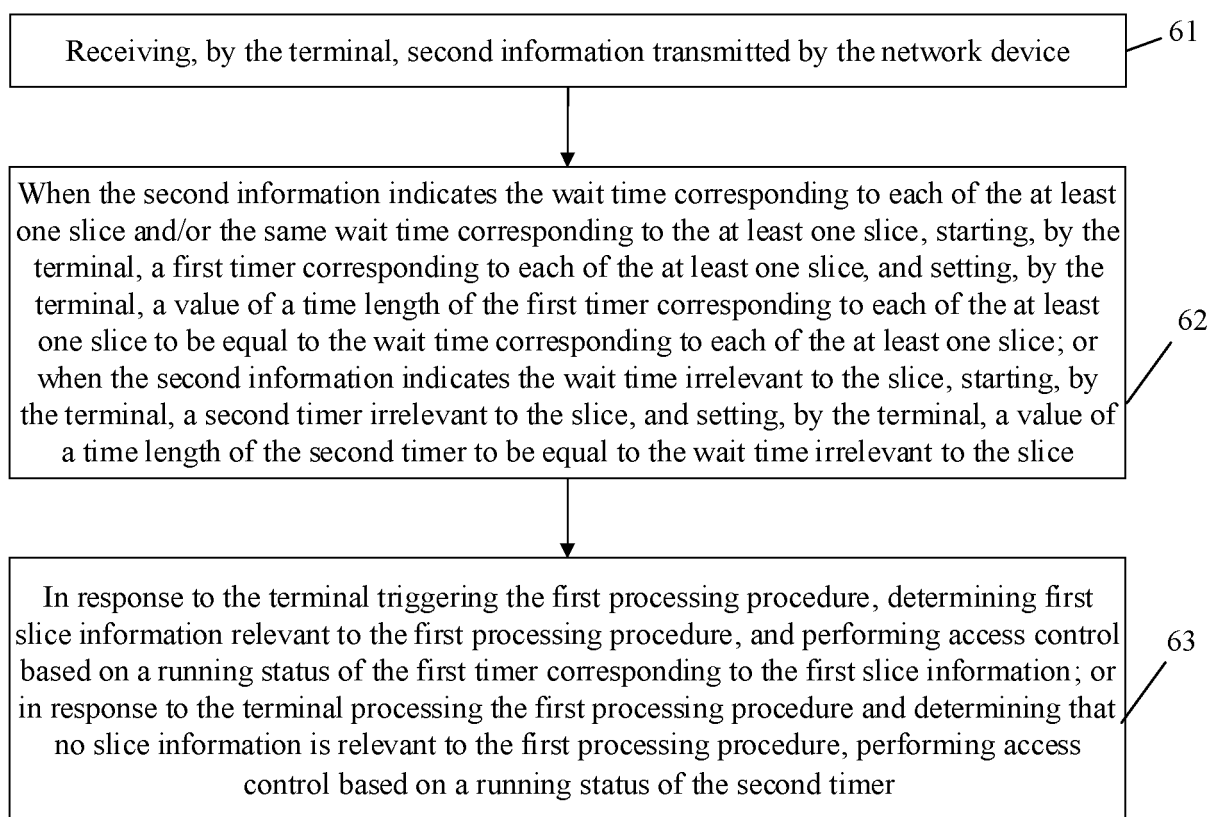 Receiving, by the terminal, second information transmitted by the network device
61
When the second information indicates the wait time corresponding to each of the at least
one slice and/or the same wait time corresponding to the at least one slice, starting, by the
terminal, a first timer corresponding to each of the at least one slice, and setting, by the
terminal, a value of a time length of the first timer corresponding to each of the at least
one slice to be equal to the wait time corresponding to each of the at least one slice; or
when the second information indicates the wait time irrelevant to the slice, starting, by
the terminal, a second timer irrelevant to the slice, and setting, by the terminal, a value of
a time length of the second timer to be equal to the wait time irrelevant to the slice
62
In response to the terminal triggering the first processing procedure, determining first
slice information relevant to the first processing procedure, and performing access control
based on a running status of the first timer corresponding to the first slice information; or
in response to the terminal processing the first processing procedure and determining that
no slice information is relevant to the first processing procedure, performing access
control based on a running status of the second timer
63